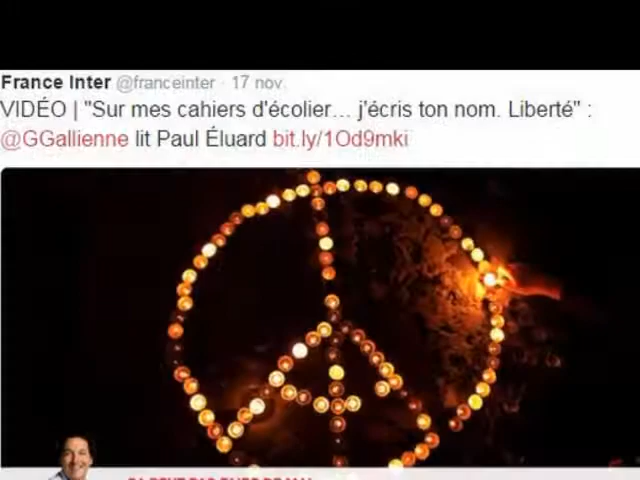 France Inter @franceinter · 17 nov.
VIDÉO | "Sur mes cahiers d'écolier… j'écris ton nom. Liberté" :
@GGallienne lit Paul Éluard bit.ly/1Od9mki